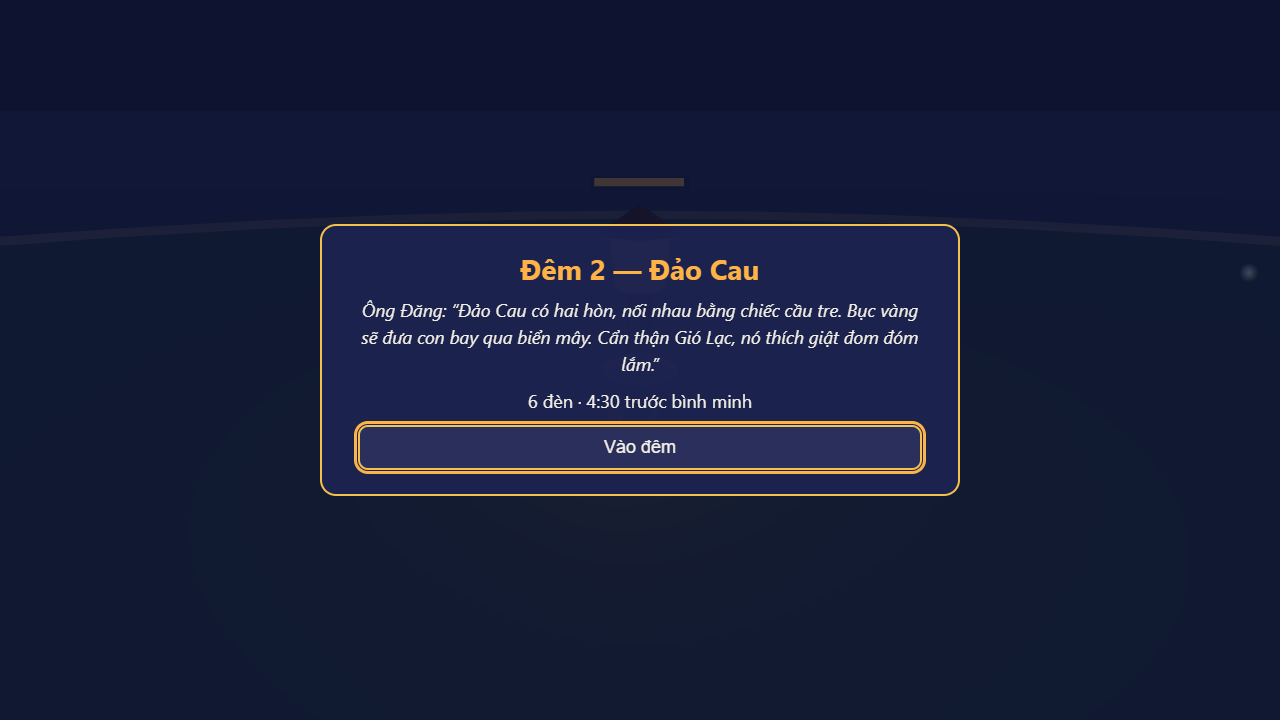 Đêm 2 — Đảo Cau
Ông Đăng: “Đảo Cau có hai hòn, nối nhau bằng chiếc cầu tre. Bục vàng
sẽ đưa con bay qua biển mây. Cẩn thận Gió Lạc, nó thích giật đom đóm
lắm.”
6 đèn · 4:30 trước bình minh
Vào đêm